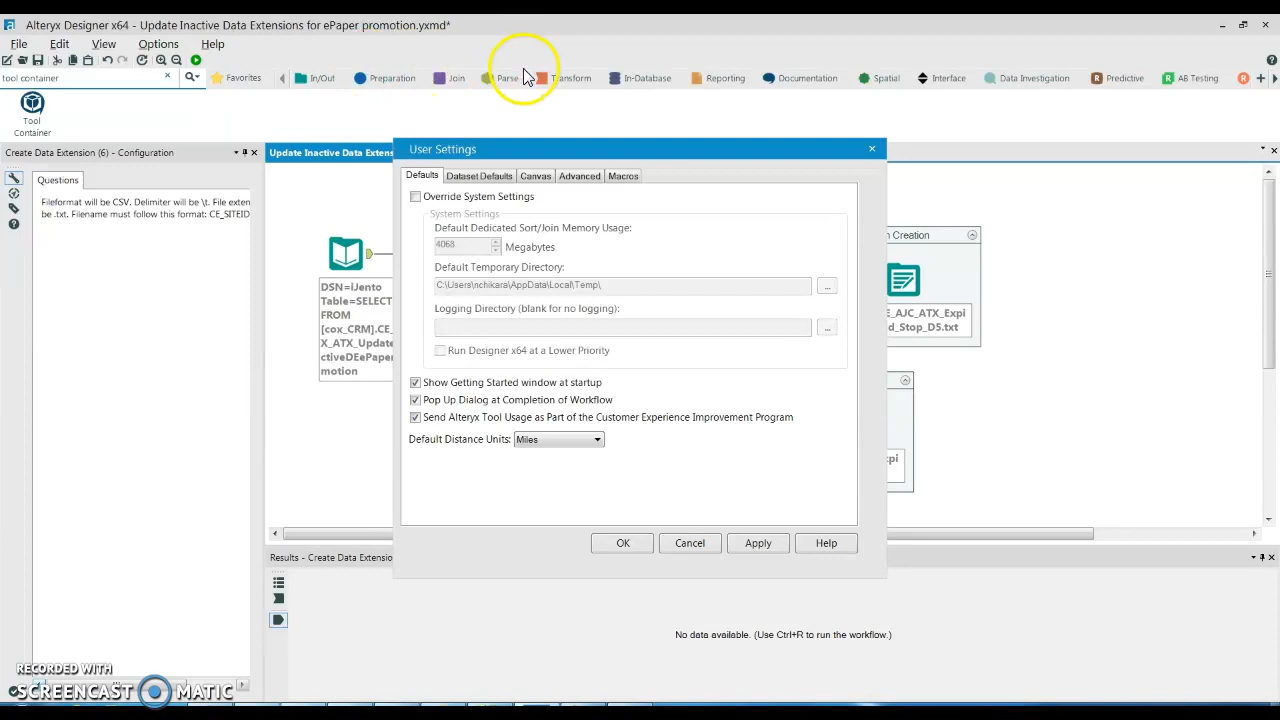 Alteryx Designer x64 - Update Inactive Data Extensions for ePaper promotion.yxmd*
File Edit View Options Help
tool container
Favorites In/Out Preparation Join Parse Transform In-Database Reporting Documentation Spatial Interface Data Investigation Predictive AB Testing
Tool
Container
Create Data Extension (6) - Configuration
Update Inactive Data Extens
Questions
Fileformat will be CSV. Delimiter will be \t. File exten
be .txt. Filename must follow this format: CE_SITEID
DSN=iJento
Table=SELECT
FROM
[cox_CRM].CE_
X_ATX_Update
ctiveDEePaper
motion
User Settings
Defaults Dataset Defaults Canvas Advanced Macros
Override System Settings
System Settings
Default Dedicated Sort/Join Memory Usage:
4068 Megabytes
Default Temporary Directory:
C:\Users\nchikara\AppData\Local\Temp\
...
Logging Directory (blank for no logging):
...
Run Designer x64 at a Lower Priority
Show Getting Started window at startup
Pop Up Dialog at Completion of Workflow
Send Alteryx Tool Usage as Part of the Customer Experience Improvement Program
Default Distance Units: Miles
OK Cancel Apply Help
n Creation
E_AJC_ATX_Expi
d_Stop_D5.txt
xpi
Results - Create Data Extensio
No data available. (Use Ctrl+R to run the workflow.)
RECORDED WITH
SCREENCAST MATIC